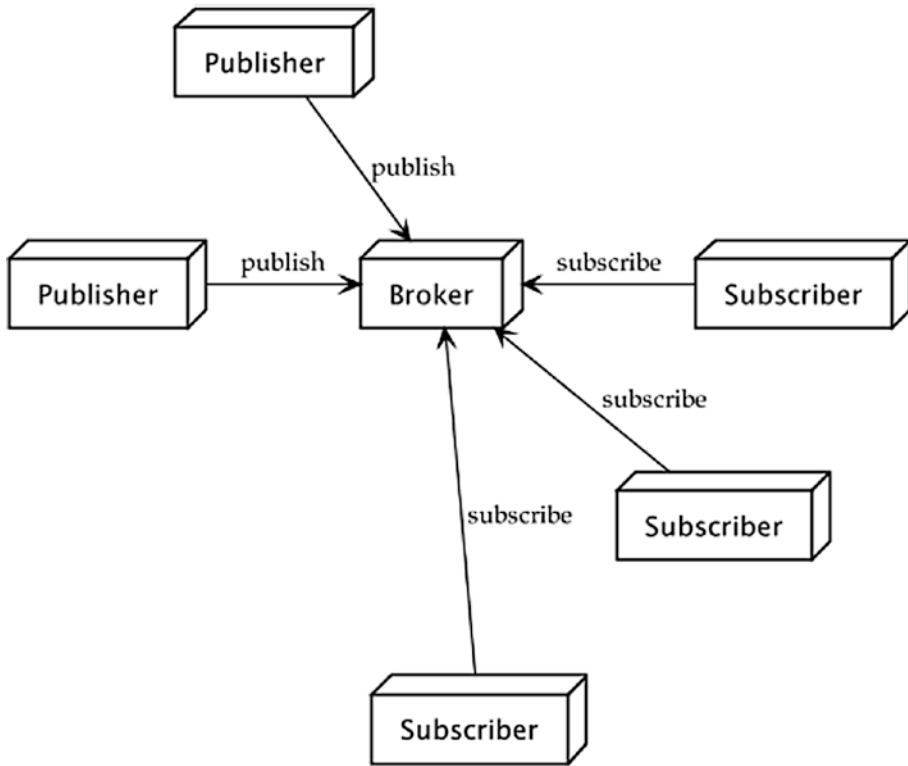 Publisher
publish
Publisher
publish
Broker
subscribe
Subscriber
subscribe
Subscriber
subscribe
Subscriber